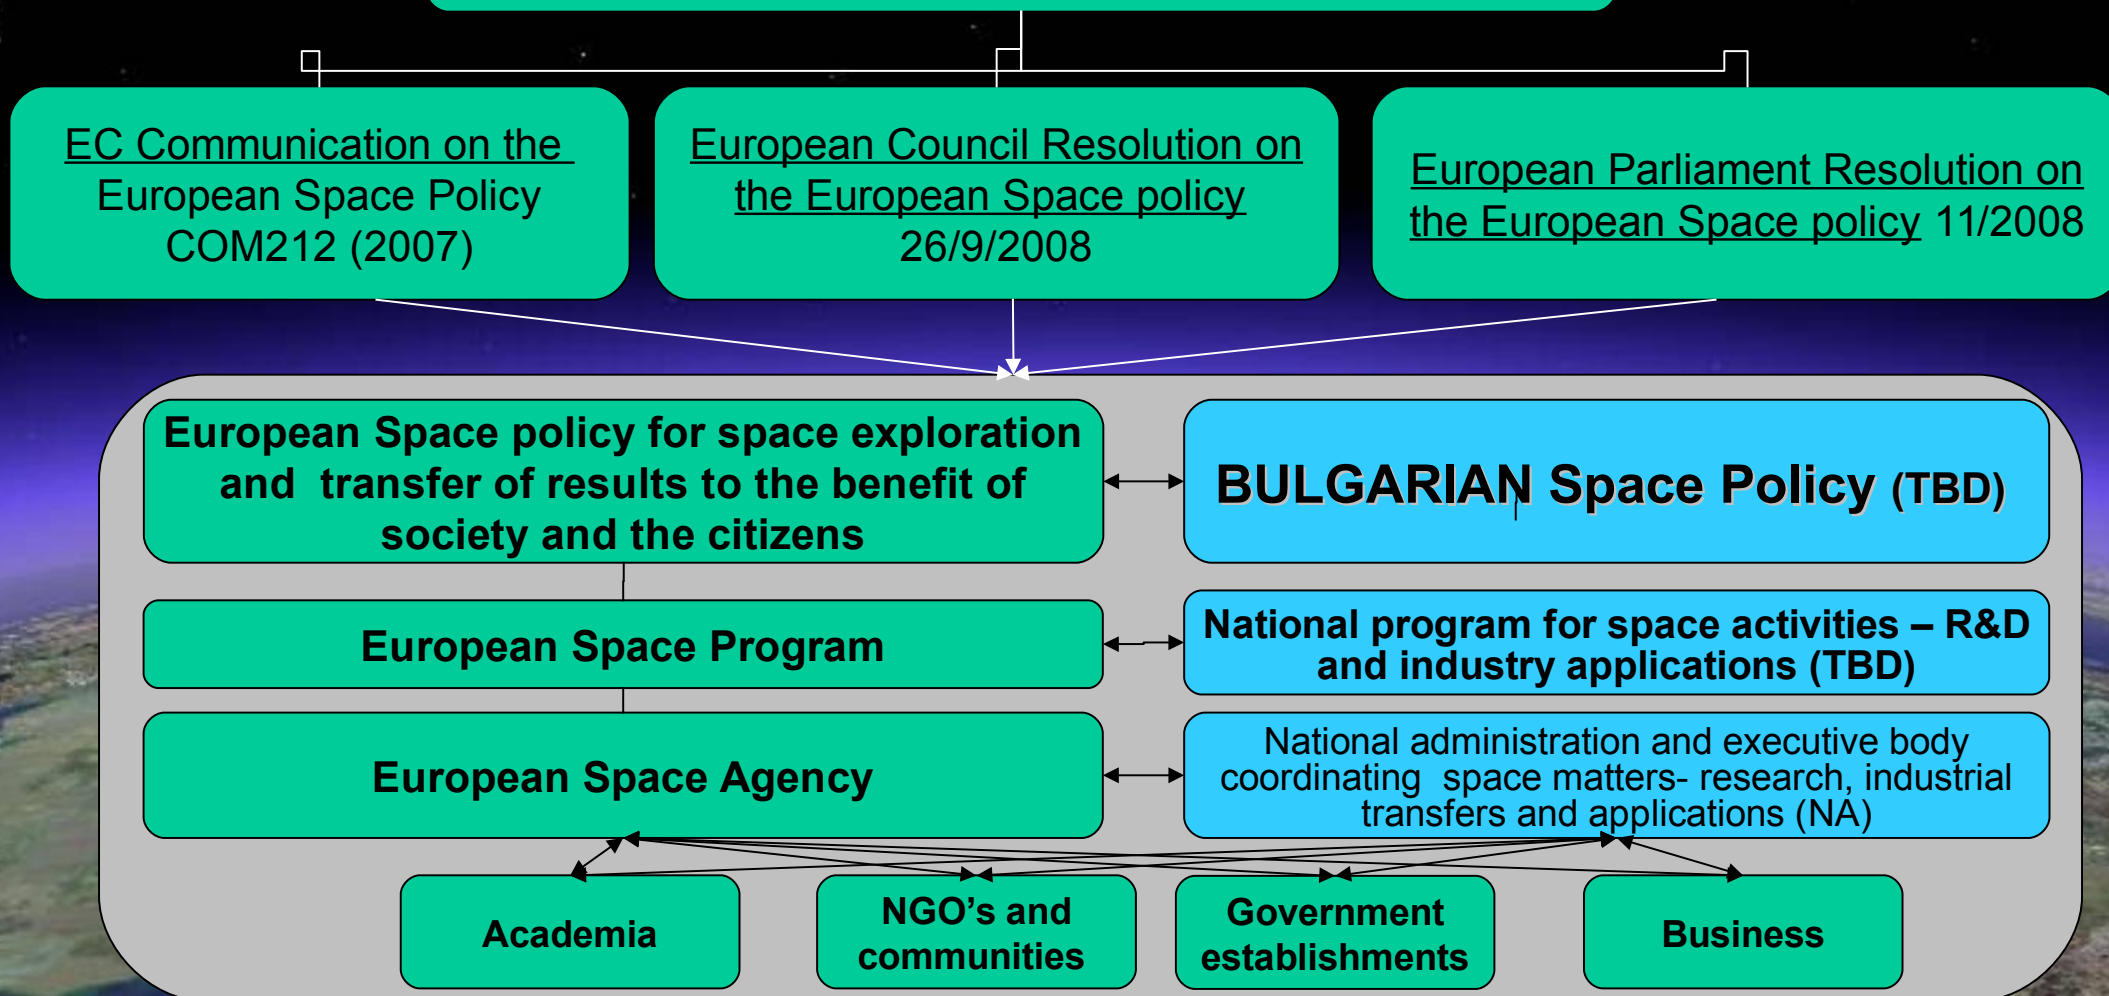 EC Communication on the
European Space Policy
COM212 (2007)
European Council Resolution on
the European Space policy
26/9/2008
European Parliament Resolution on
the European Space policy 11/2008
European Space policy for space exploration
and transfer of results to the benefit of
society and the citizens
BULGARIAN Space Policy (TBD)
European Space Program
National program for space activities – R&D
and industry applications (TBD)
European Space Agency
National administration and executive body
coordinating space matters- research, industrial
transfers and applications (NA)
Academia
NGO’s and
communities
Government
establishments
Business